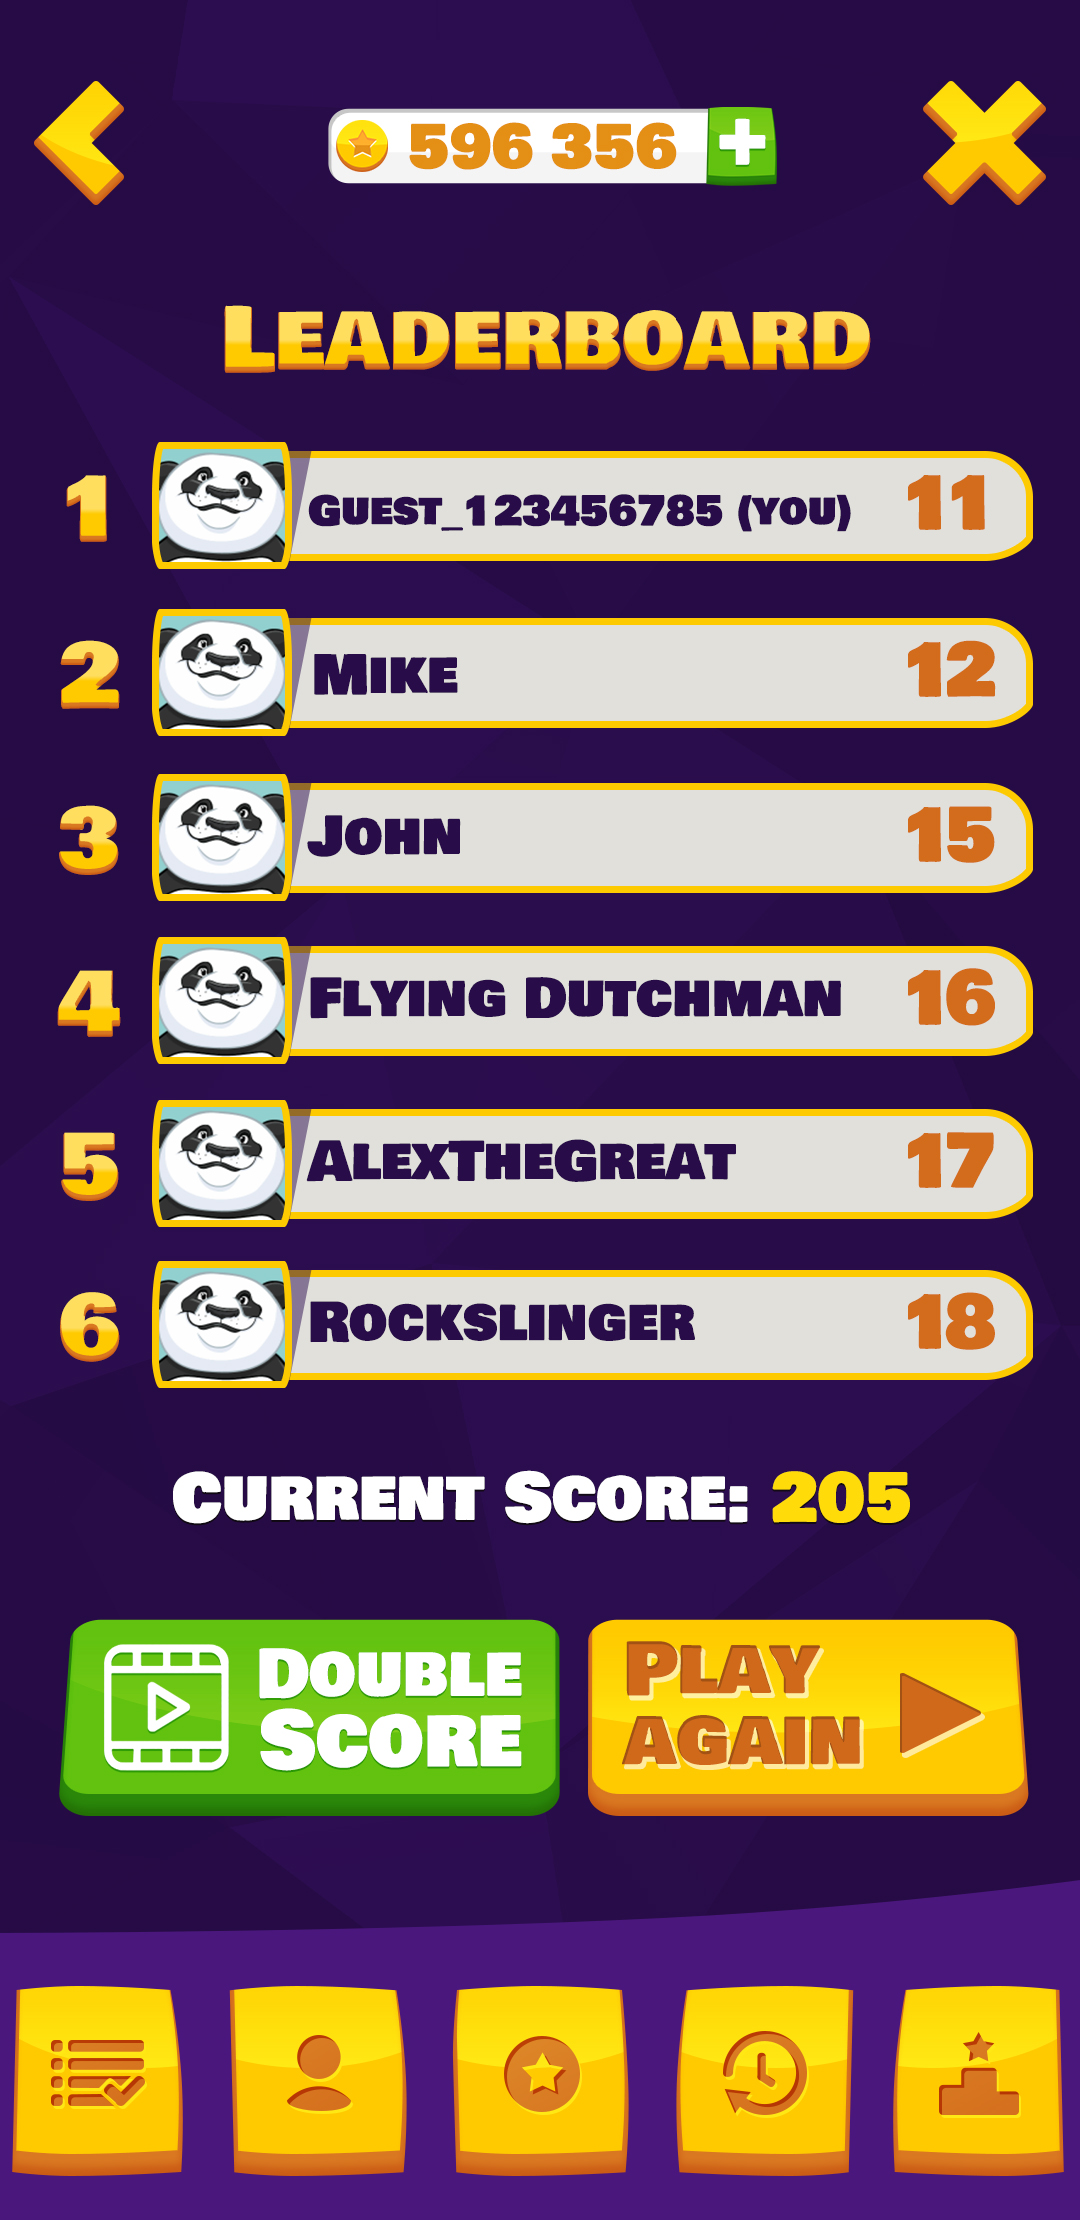 596 356
Leaderboard
1 Guest_123456785 (you) 11
2 Mike 12
3 John 15
4 Flying Dutchman 16
5 AlexTheGreat 17
6 Rockslinger 18
Current Score: 205
Double
Score
Play
again